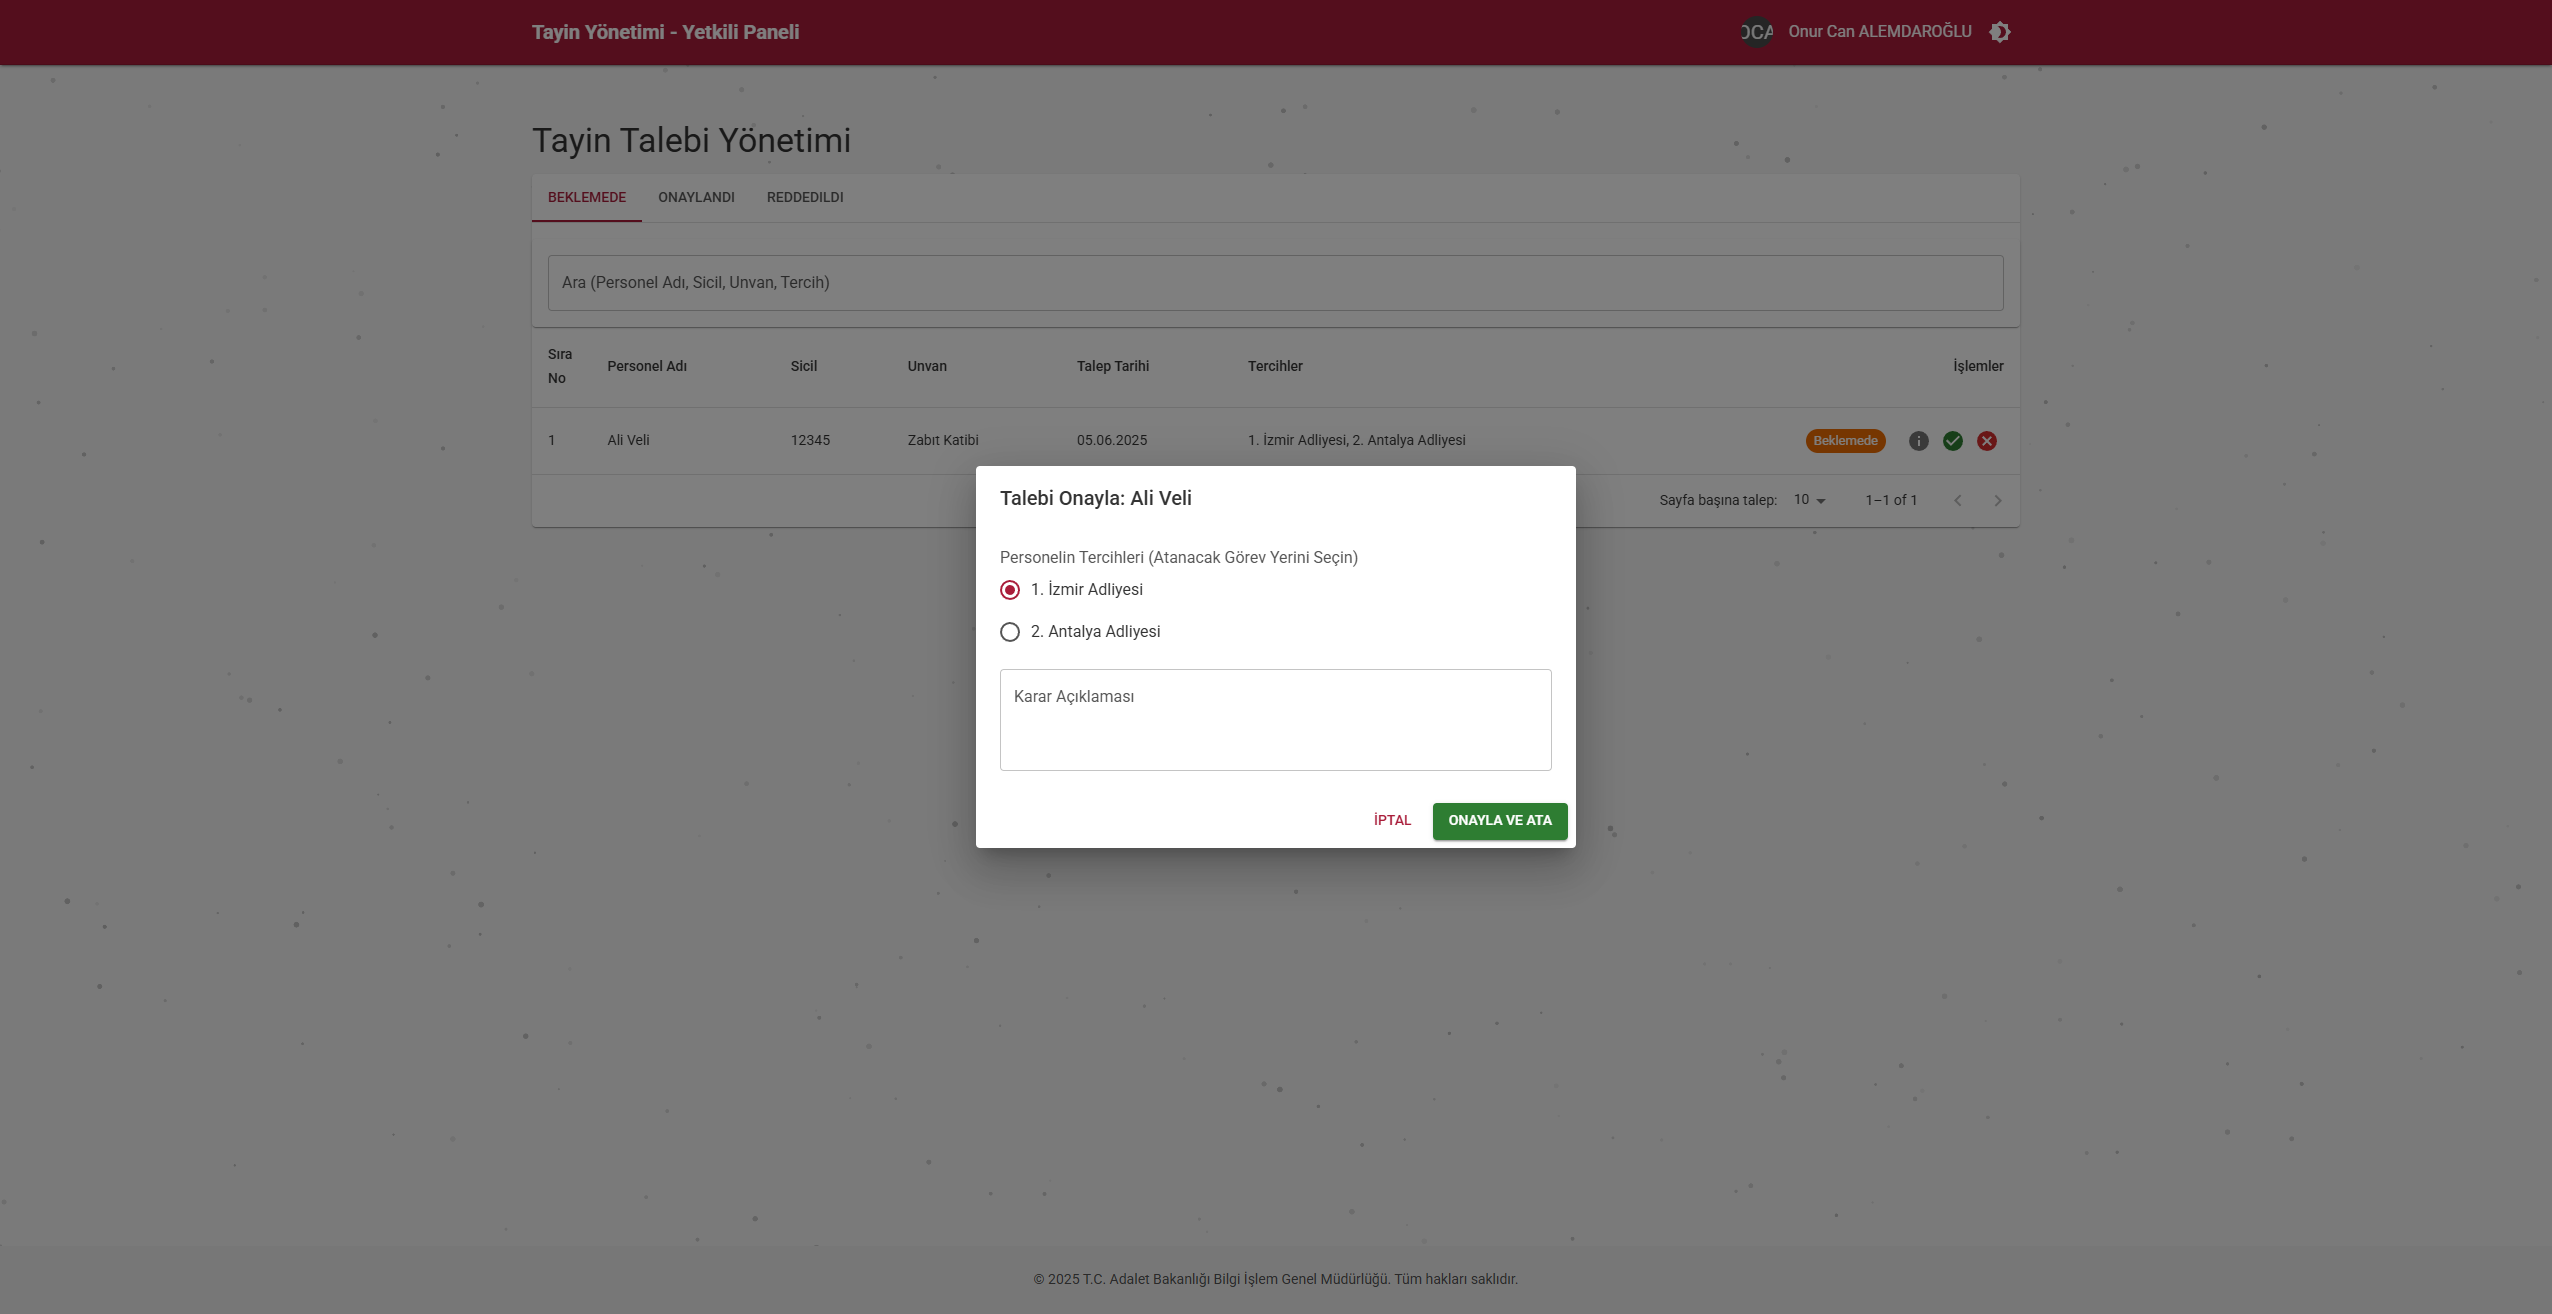 Tayin Yönetimi - Yetkili Paneli
OCA Onur Can ALEMDAROĞLU
Tayin Talebi Yönetimi
BEKLEMEDE ONAYLANDI REDDEDILDI
Ara (Personel Adı, Sicil, Unvan, Tercih)
Sıra No Personel Adı Sicil Unvan Talep Tarihi Tercihler İşlemler
1 Ali Veli 12345 Zabıt Katibi 05.06.2025 1. İzmir Adliyesi, 2. Antalya Adliyesi Beklemede
Sayfa başına talep: 10 1–1 of 1
Talebi Onayla: Ali Veli
Personelin Tercihleri (Atanacak Görev Yerini Seçin)
1. İzmir Adliyesi
2. Antalya Adliyesi
Karar Açıklaması
İPTAL ONAYLA VE ATA
© 2025 T.C. Adalet Bakanlığı Bilgi İşlem Genel Müdürlüğü. Tüm hakları saklıdır.